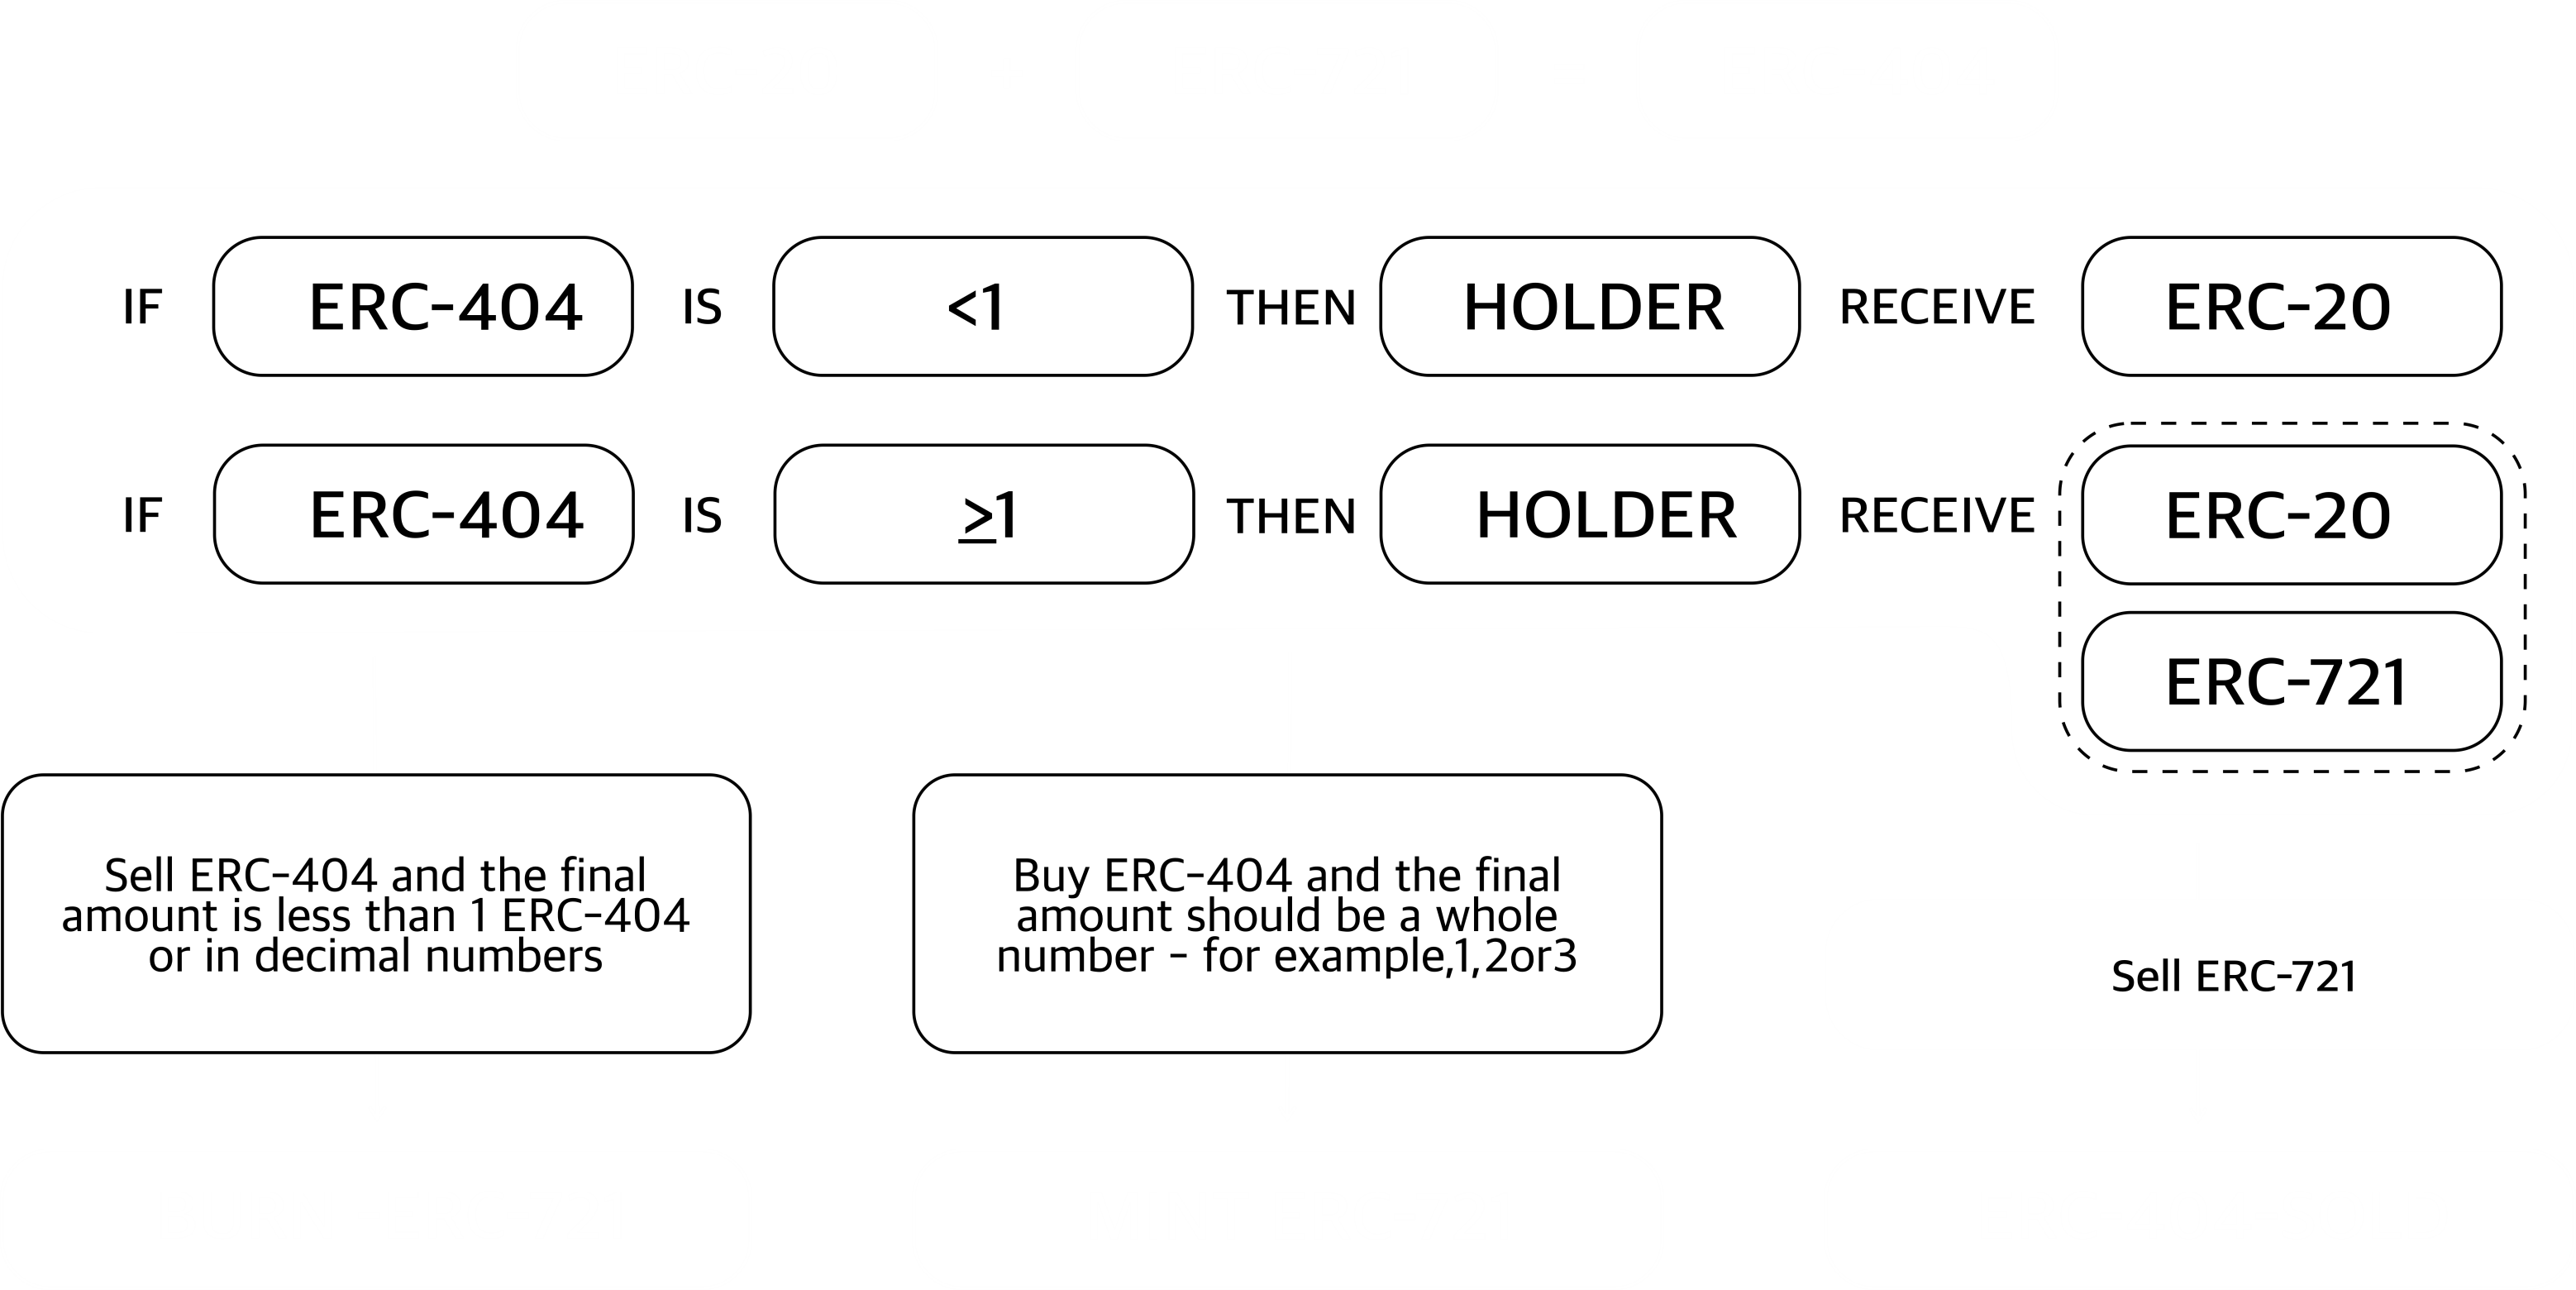 IF ERC-404 IS <1 THEN HOLDER RECEIVE ERC-20
IF ERC-404 IS ≥1 THEN HOLDER RECEIVE ERC-20
ERC-721
Sell ERC-404 and the final
amount is less than 1 ERC-404
or in decimal numbers
Buy ERC-404 and the final
amount should be a whole
number - for example,1,2or3
Sell ERC-721